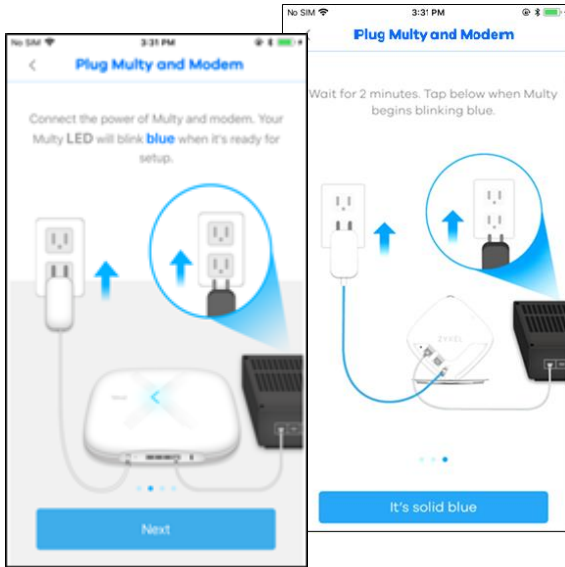 No SIM 3:31 PM
Plug Multy and Modem
Connect the power of Multy and modem. Your
Multy LED will blink blue when it's ready for
setup.
Next
No SIM 3:31 PM
Plug Multy and Modem
Wait for 2 minutes. Tap below when Multy
begins blinking blue.
ZYXEL
It's solid blue